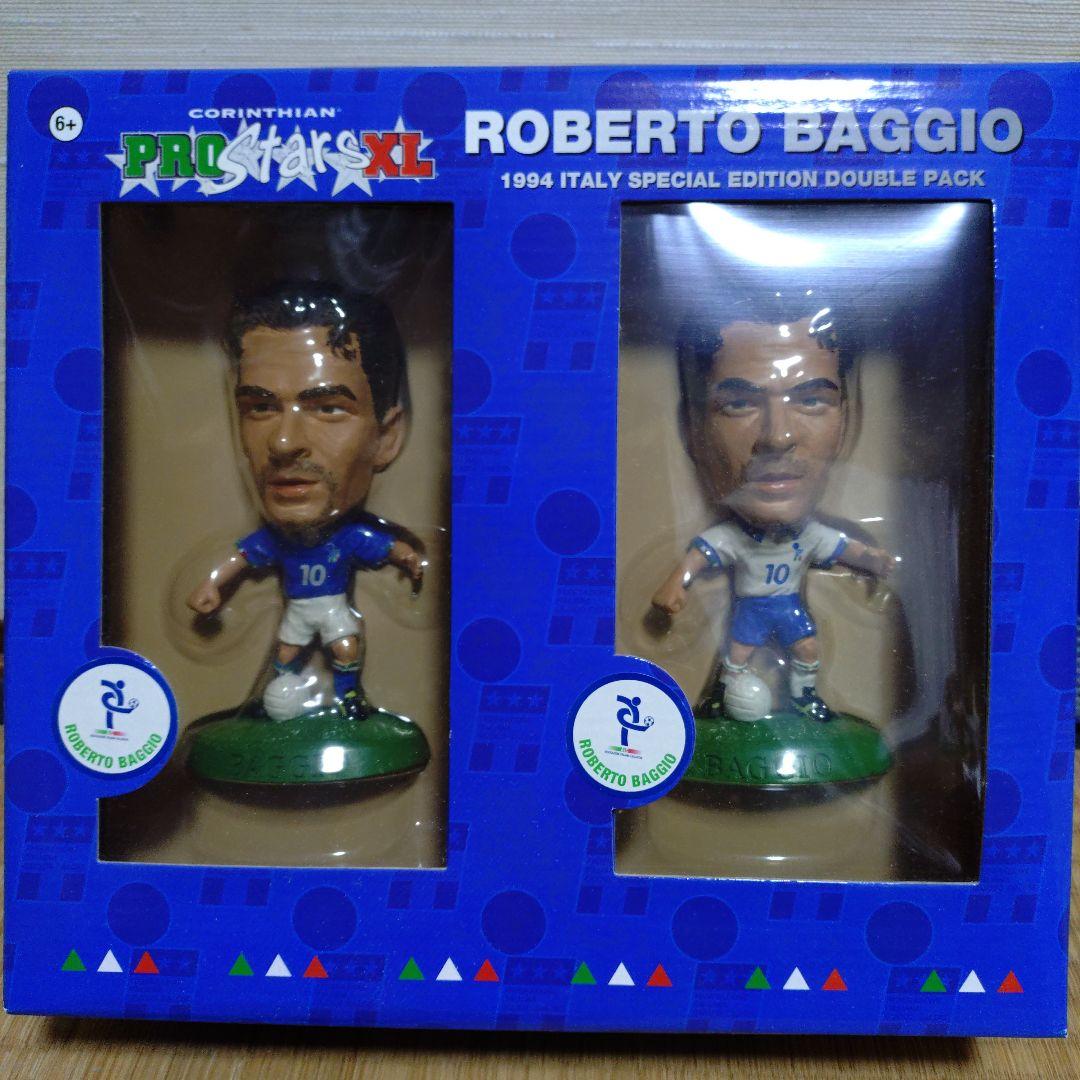 6+
CORINTHIAN
PROStarsXL
ROBERTO BAGGIO
1994 ITALY SPECIAL EDITION DOUBLE PACK
10
10
ROBERTO BAGGIO
ROBERTO BAGGIO
BAGGIO